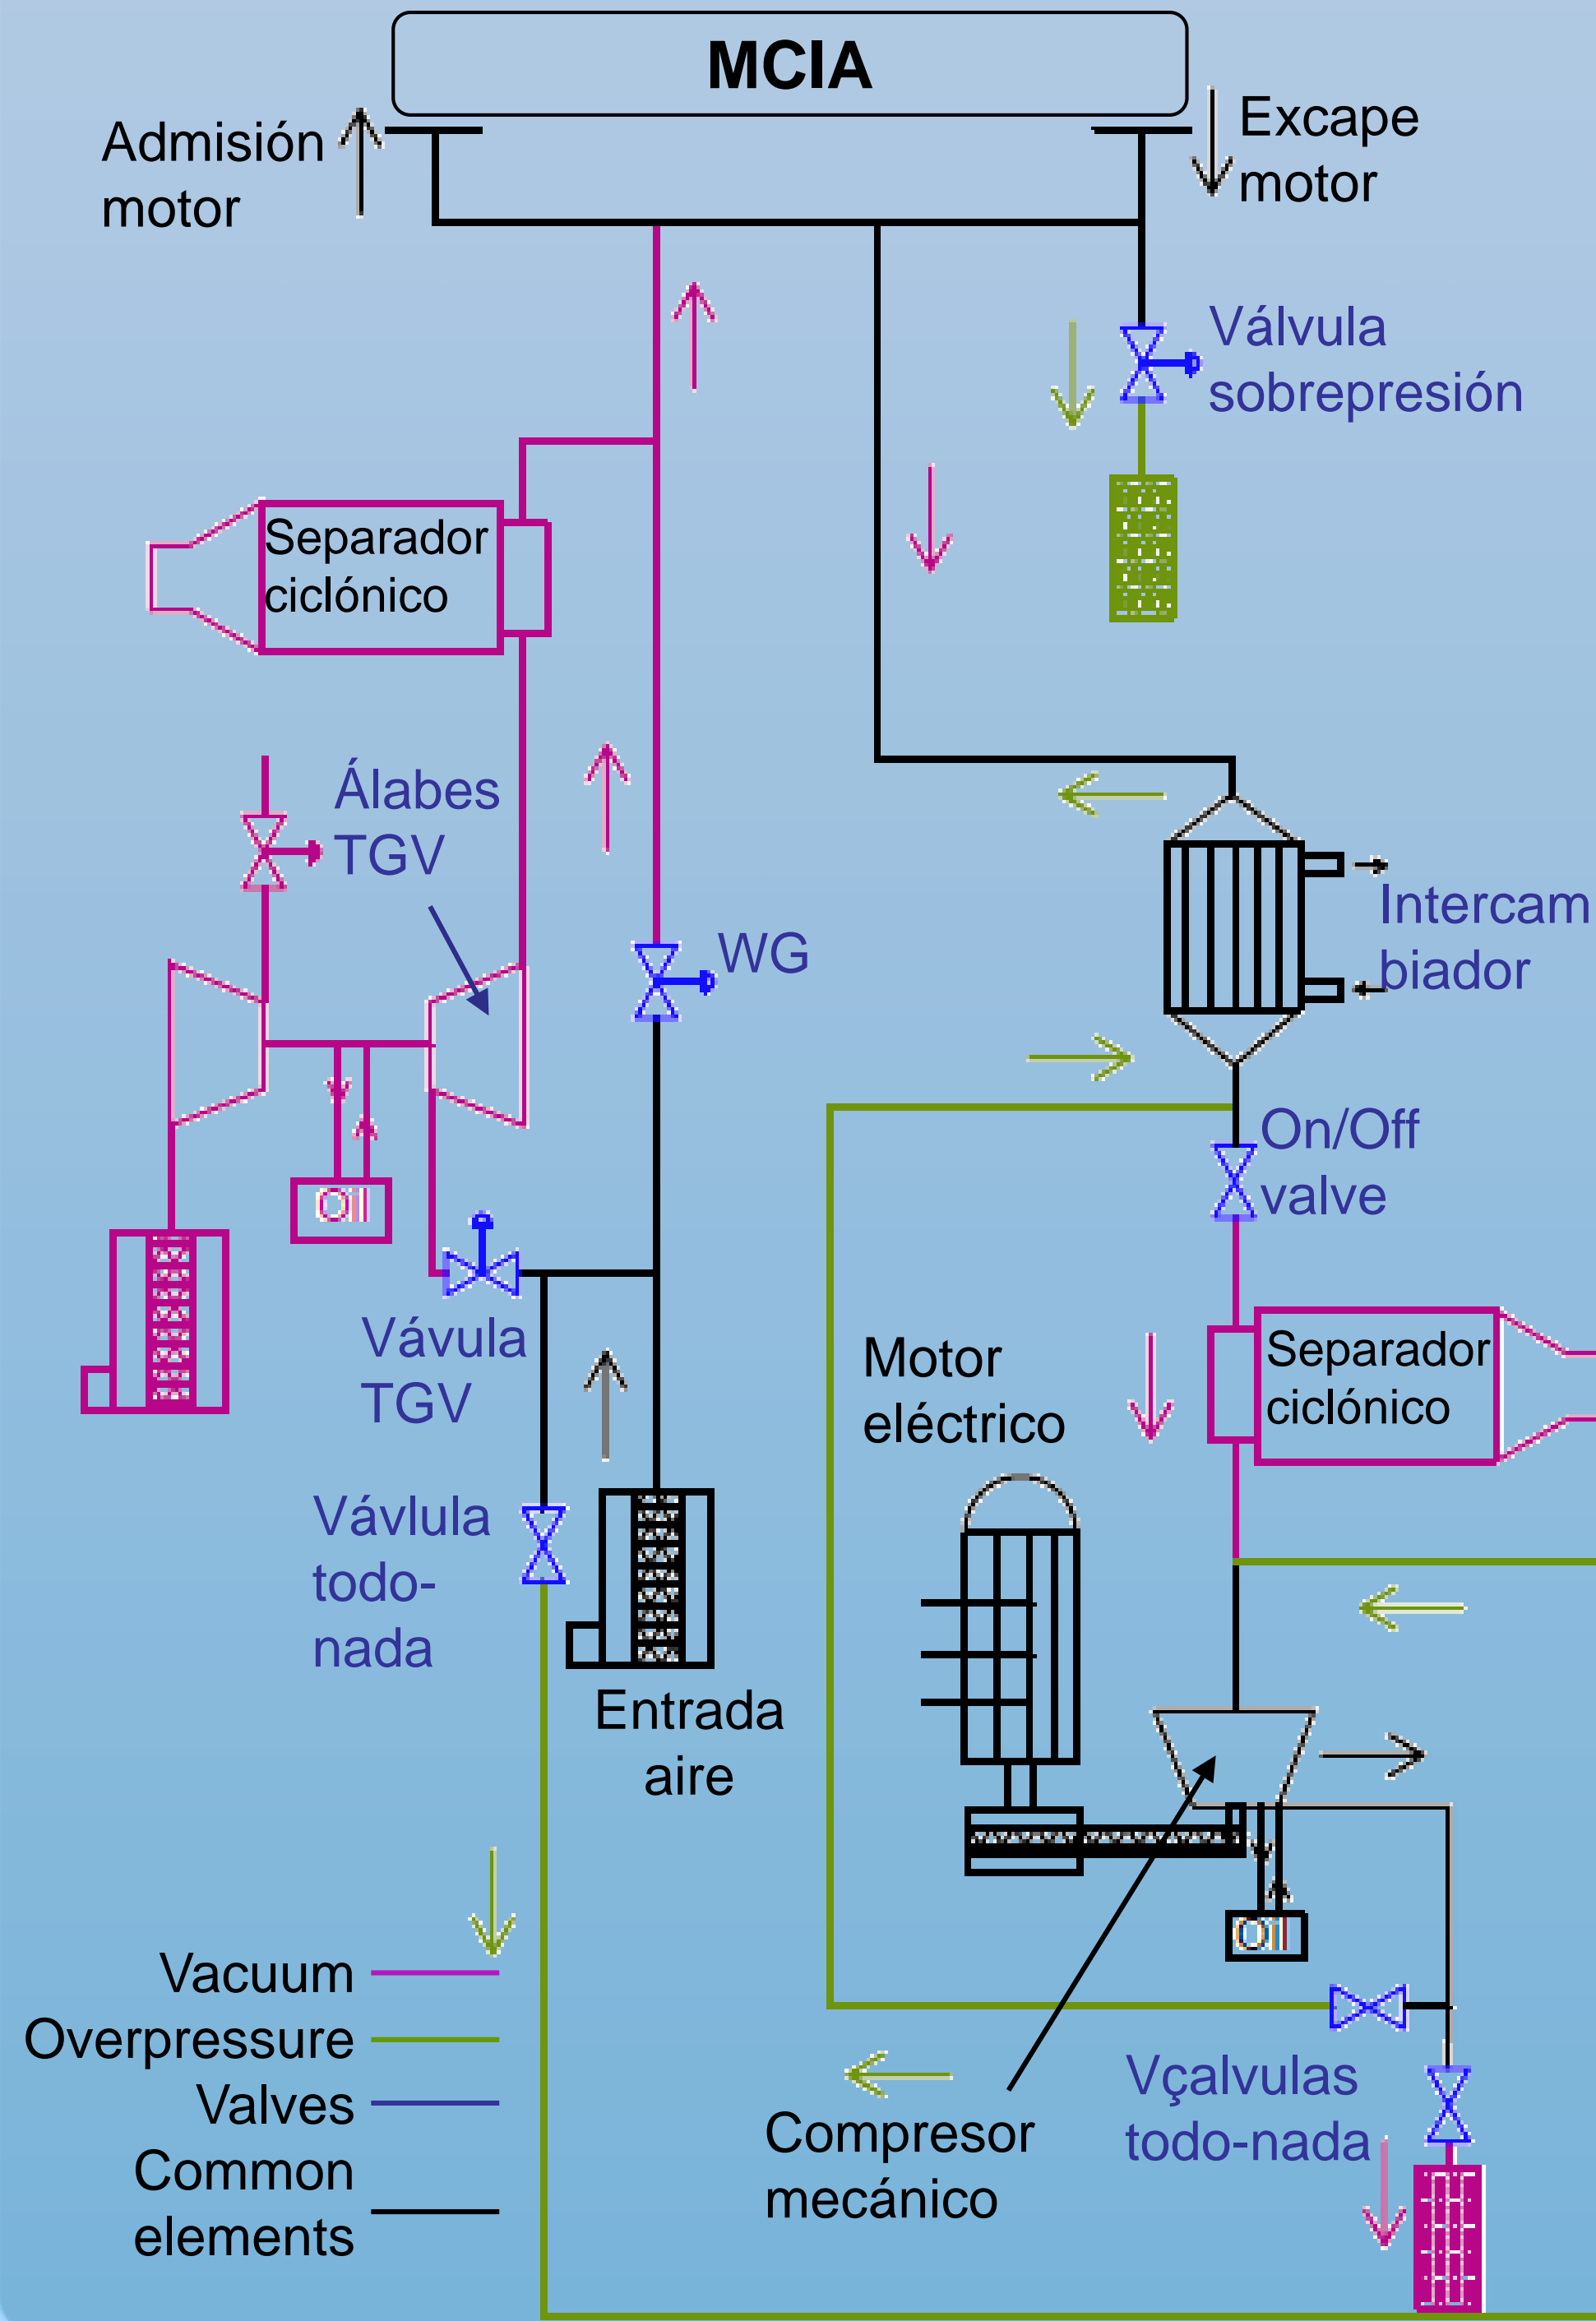 MCIA
Admisión
motor
Excape
motor
Válvula
sobrepresión
Separador
ciclónico
Álabes
TGV
WG
Intercam
biador
On/Off
valve
Oil
Vávula
TGV
Motor
eléctrico
Separador
ciclónico
Vávlula
todo-
nada
Entrada
aire
Oil
Vacuum
Overpressure
Valves
Common
elements
Compresor
mecánico
Vçalvulas
todo-nada